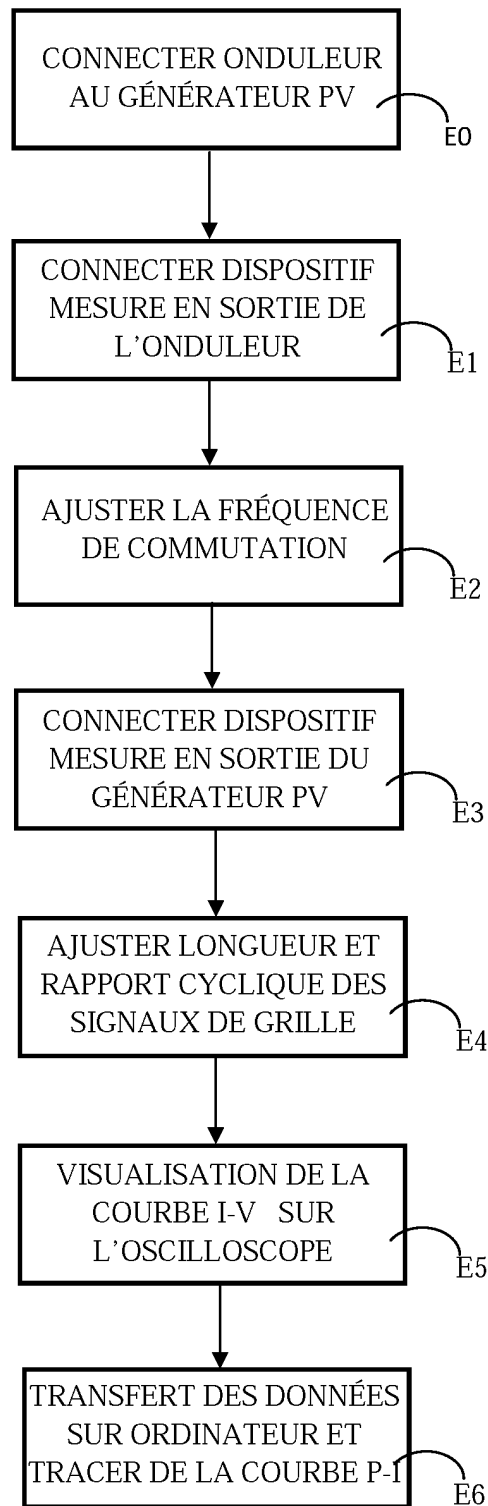 CONNECTER ONDULEUR
AU GÉNÉRATEUR PV
E0
CONNECTER DISPOSITIF
MESURE EN SORTIE DE
L'ONDULEUR
E1
AJUSTER LA FRÉQUENCE
DE COMMUTATION
E2
CONNECTER DISPOSITIF
MESURE EN SORTIE DU
GÉNÉRATEUR PV
E3
AJUSTER LONGUEUR ET
RAPPORT CYCLIQUE DES
SIGNAUX DE GRILLE
E4
VISUALISATION DE LA
COURBE I-V SUR
L'OSCILLOSCOPE
E5
TRANSFERT DES DONNÉES
SUR ORDINATEUR ET
TRACER DE LA COURBE P-I
E6